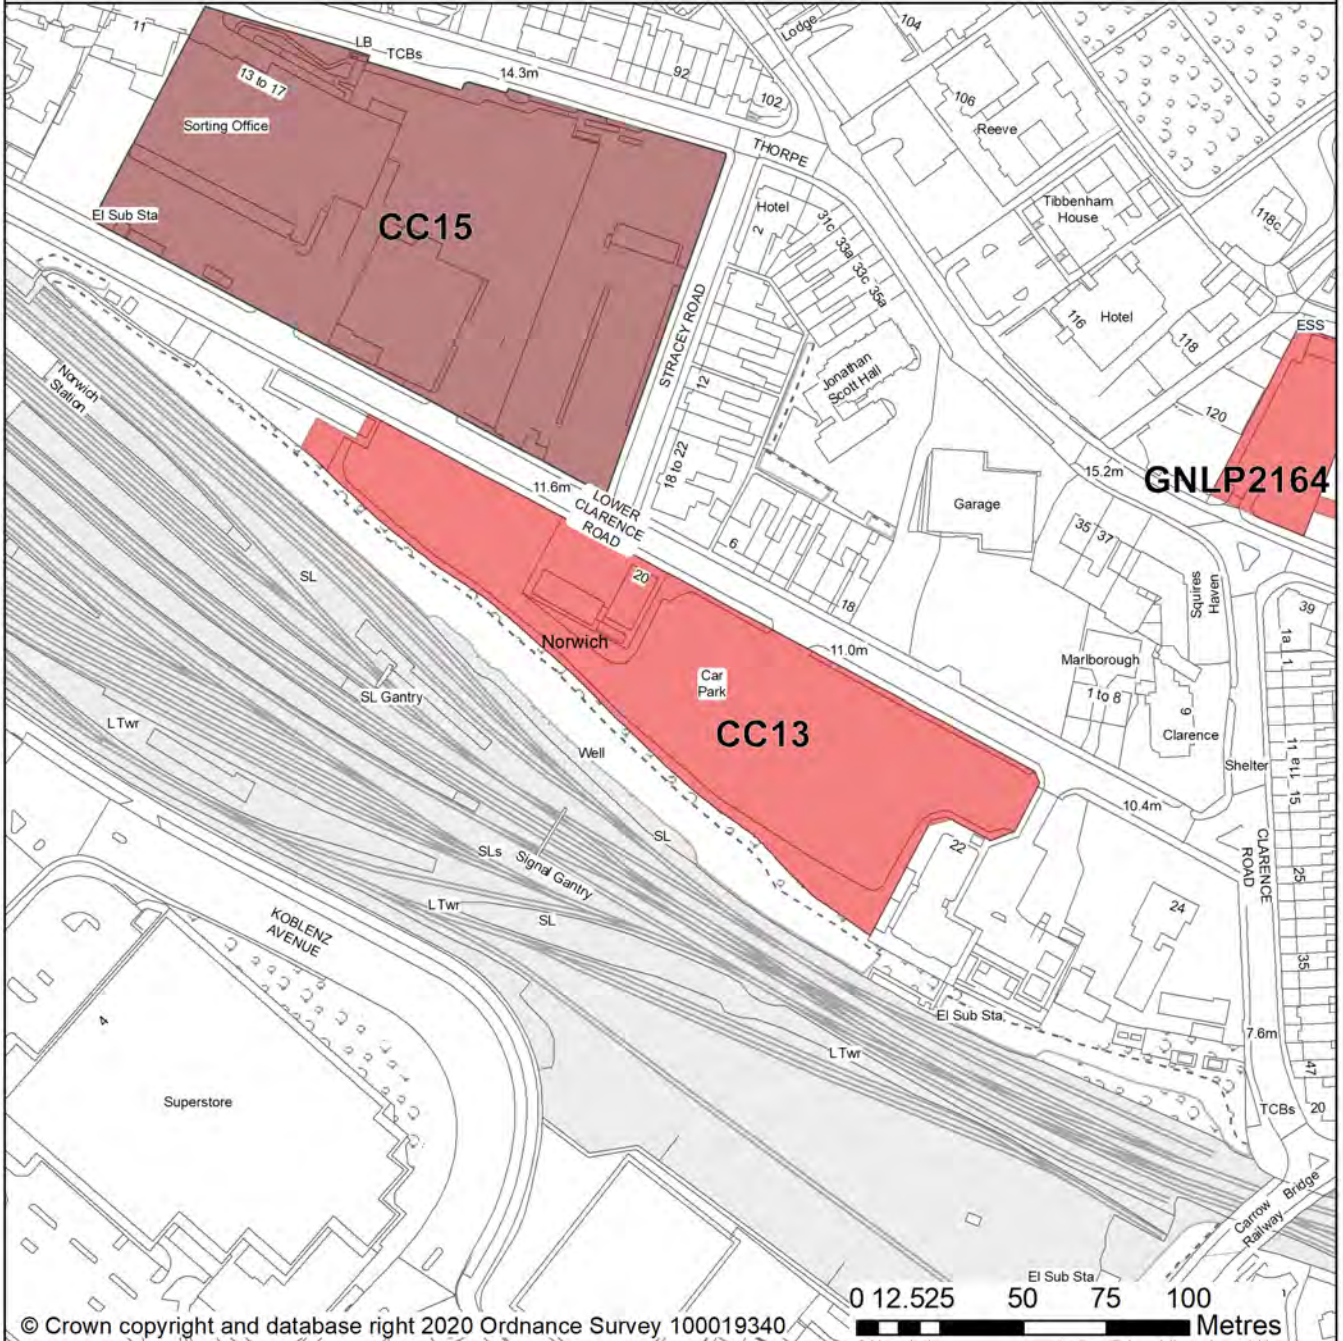 11
LB
TCBs
14.3m
92
102
Lodge
104
13 to 17
Sorting Office
106
Reeve
THORPE
Tibbenham
House
118c
El Sub Sta
CC15
Hotel
2
31c
33a
33c
35a
116
Hotel
118
ESS
STRACEY ROAD
Norwich
Station
12
Jonathan
Scott Hall
120
GNLP2164
15.2m
18 to 22
11.6m
LOWER
CLARENCE
ROAD
Garage
35
37
6
SL
20
18
Squires
Haven
39
1a
1
Norwich
11.0m
Car
Park
Marlborough
1 to 8
SL Gantry
L Twr
9
Clarence
CC13
Well
Shelter
11
11a
15
10.4m
SL
SLs
Signal Gantry
22
CLARENCE
ROAD
25
L Twr
SL
24
KOBLENZ
AVENUE
35
4
El Sub Sta
7.6m
L Twr
47
Superstore
TCBs
20
Carrow
Railway
Bridge
El Sub Sta
0 12.525 50 75 100
Metres
© Crown copyright and database right 2020 Ordnance Survey 100019340.